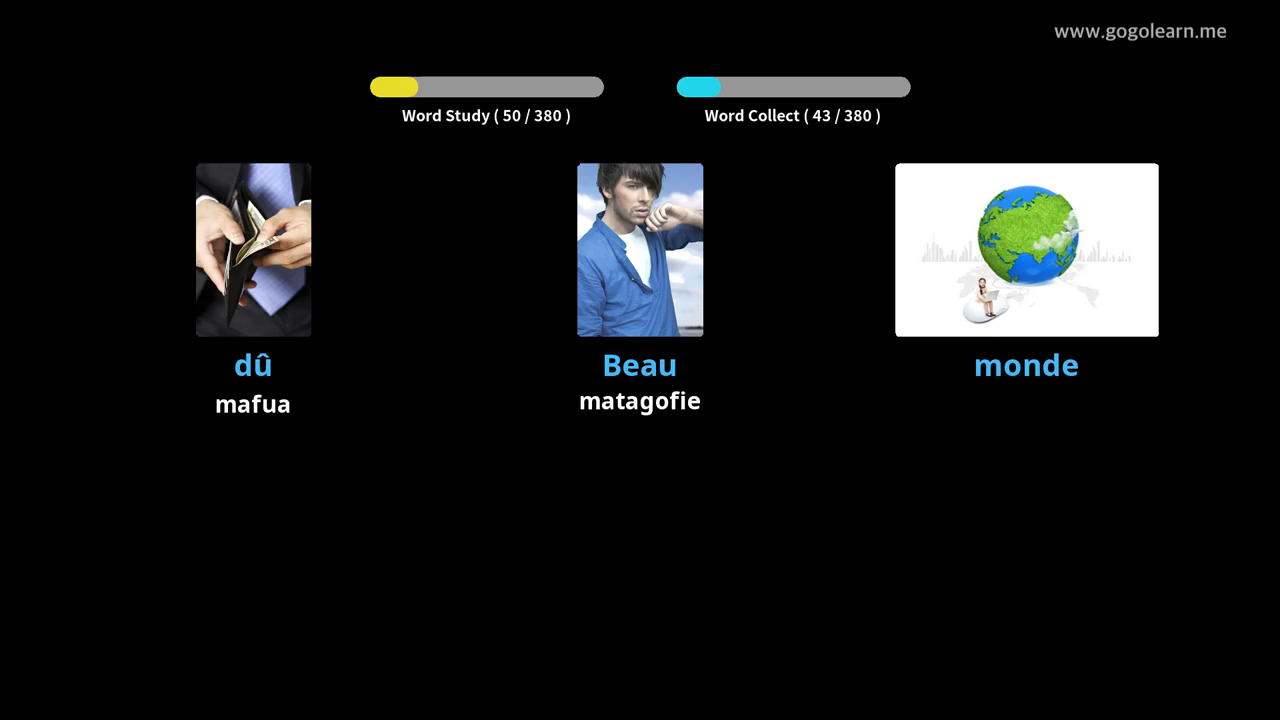 www.gogolearn.me
Word Study ( 50 / 380 )
Word Collect ( 43 / 380 )
dû
Beau
monde
mafua
matagofie